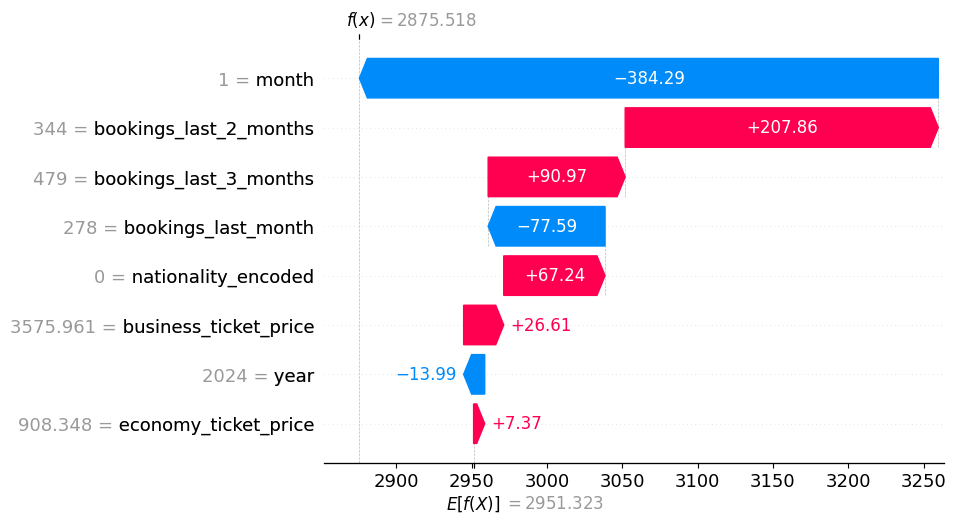 f(x) = 2875.518
1 = month
−384.29
344 = bookings_last_2_months
+207.86
479 = bookings_last_3_months
+90.97
278 = bookings_last_month
−77.59
0 = nationality_encoded
+67.24
3575.961 = business_ticket_price
+26.61
2024 = year
−13.99
908.348 = economy_ticket_price
+7.37
2900 2950 3000 3050 3100 3150 3200 3250
E[f(X)] = 2951.323